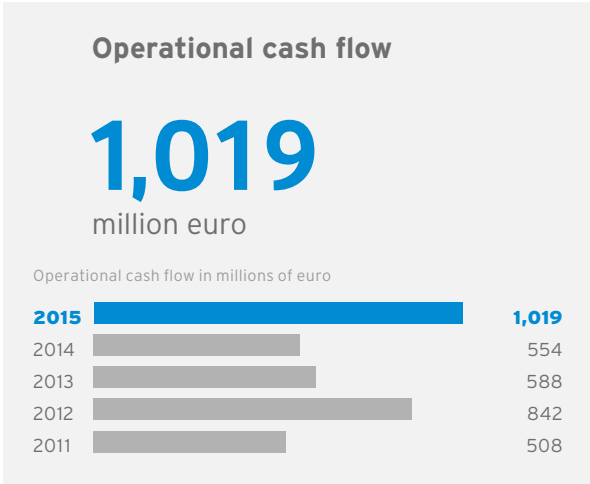 Operational cash flow
1,019
million euro
Operational cash flow in millions of euro
2015 1,019
2014 554
2013 588
2012 842
2011 508